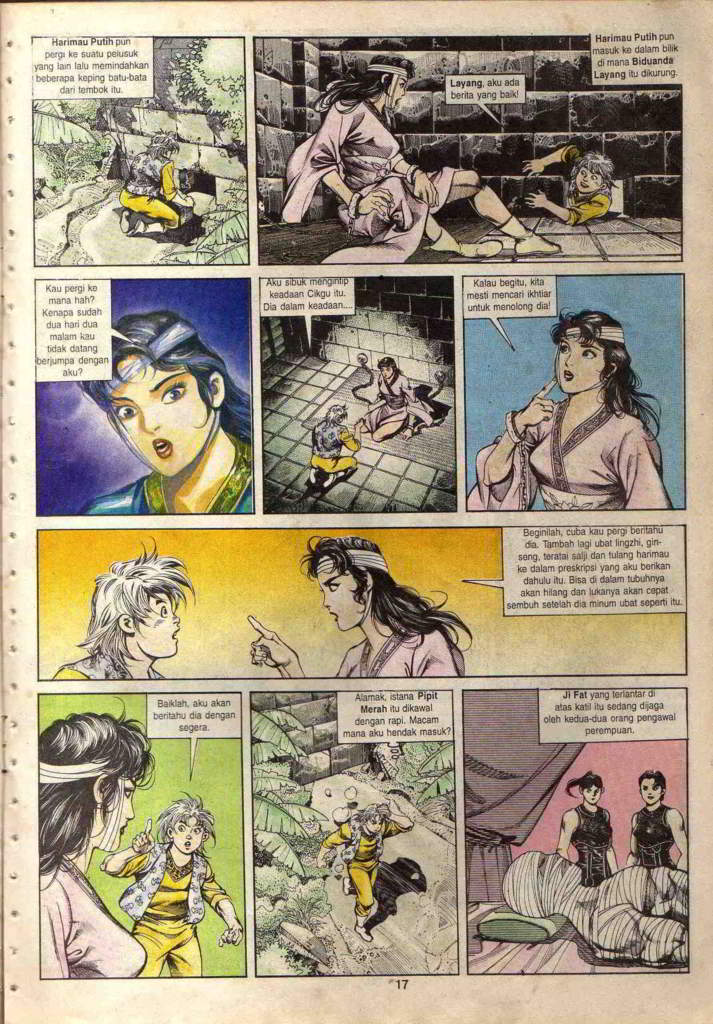 Harimau Putih pun
pergi ke suatu pelusuk
yang lain lalu memindahkan
beberapa keping batu-bata
dari tembok itu.
Layang, aku ada
berita yang baik!
Harimau Putih pun
masuk ke dalam bilik
di mana Biduanda
Layang itu dikurung.
Kau pergi ke
mana hah?
Kenapa sudah
dua hari dua
malam kau
tidak datang
berjumpa dengan
aku?
Aku sibuk mengintip
keadaan Cikgu itu.
Dia dalam keadaan....
Kalau begitu, kita
mesti mencari ikhtiar
untuk menolong dia!
Beginilah, cuba kau pergi beritahu
dia. Tambah lagi ubat lingzhi, gin-
seng, teratai salji dan tulang harimau
ke dalam preskripsi yang aku berikan
dahulu itu. Bisa di dalam tubuhnya
akan hilang dan lukanya akan cepat
sembuh setelah dia minum ubat seperti itu.
Baiklah, aku akan
beritahu dia dengan
segera.
Alamak, istana Pipit
Merah itu dikawal
dengan rapi. Macam
mana aku hendak masuk?
Ji Fat yang terlantar di
atas katil itu sedang dijaga
oleh kedua-dua orang pengawal
perempuan.
17